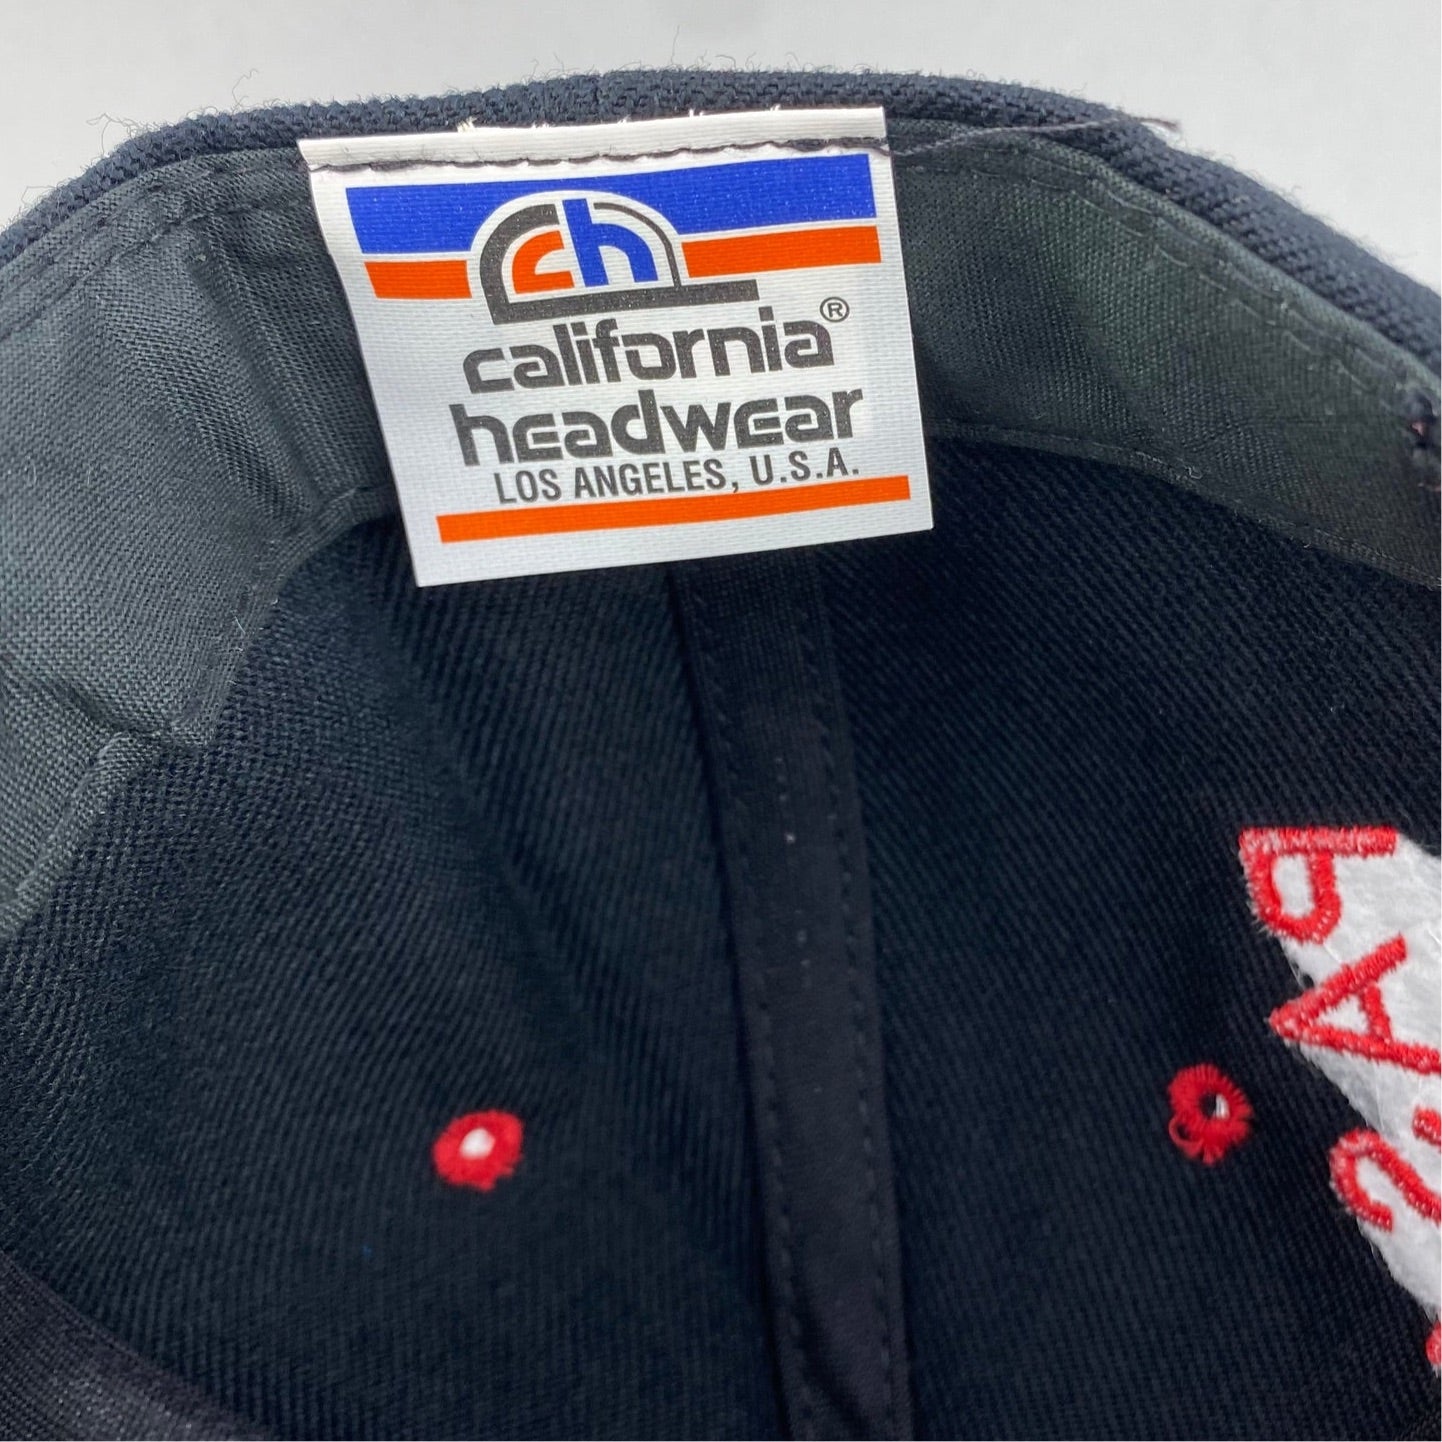 ch
california®
headwear
LOS ANGELES, U.S.A.